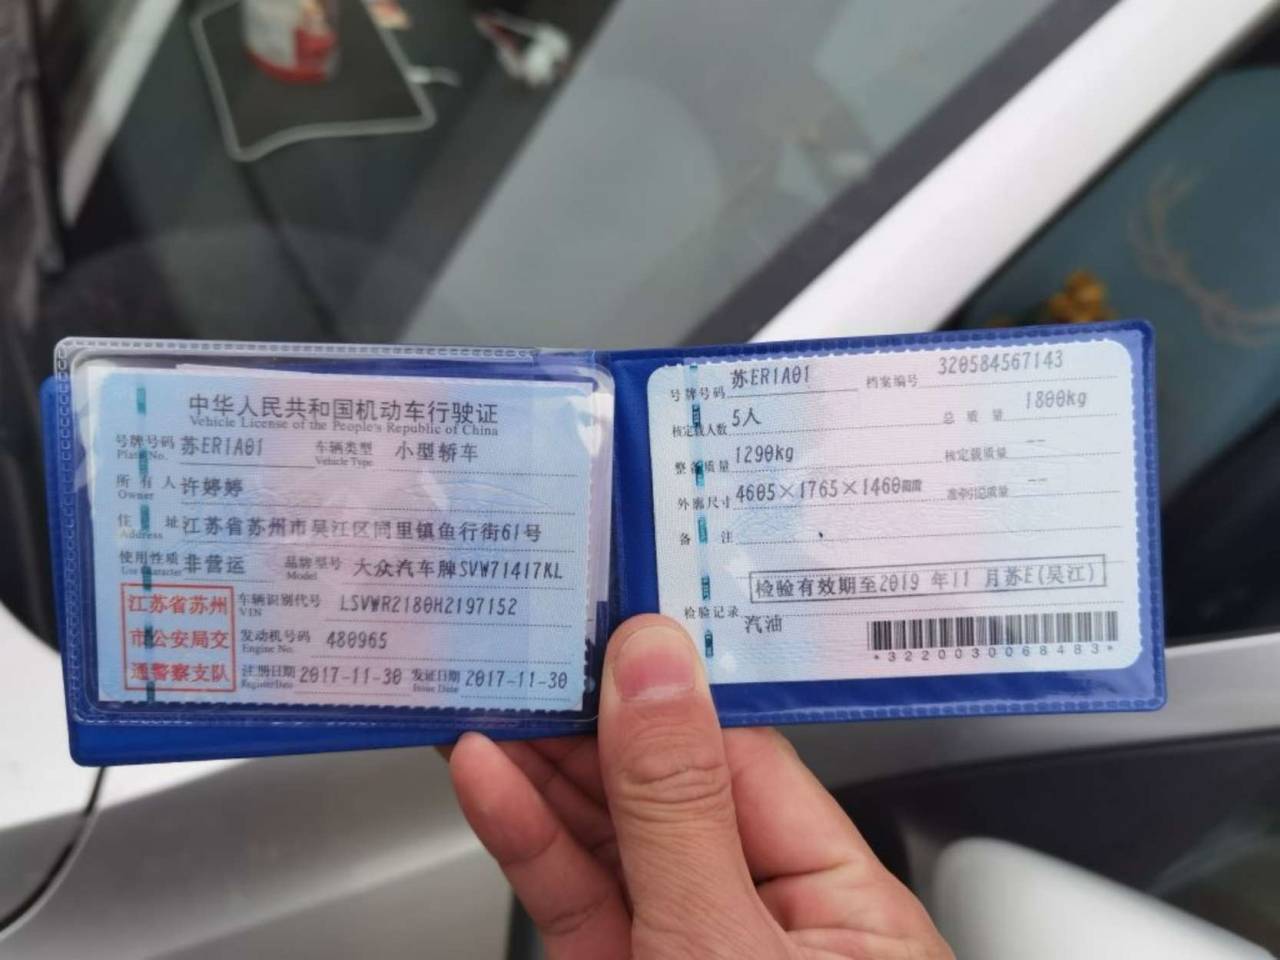 中华人民共和国机动车行驶证
Vehicle License of the People's Republic of China
号牌号码 苏ER1A01 车辆类型 小型轿车
Plate No. Vehicle Type
所有人 许婷婷
Owner
住址 江苏省苏州市吴江区同里镇鱼行街61号
Address
使用性质 非营运 品牌型号 大众汽车牌SVW71417KL
Use Character Model
江苏省苏州
市公安局交
通警察支队
车辆识别代号 LSVWR2180H2197152
VIN
发动机号码 480965
Engine No.
注册日期 2017-11-30 发证日期 2017-11-30
Register Date Issue Date
号牌号码 苏ER1A01 档案编号 320584567143
核定载人数 5人 总质量 1800kg
整备质量 1290kg 核定载质量 --
外廓尺寸 4605×1765×1460mm 准牵引总质量 --
备注
检验有效期至2019年11月苏E(吴江)
检验记录
汽油
*3220030068483*